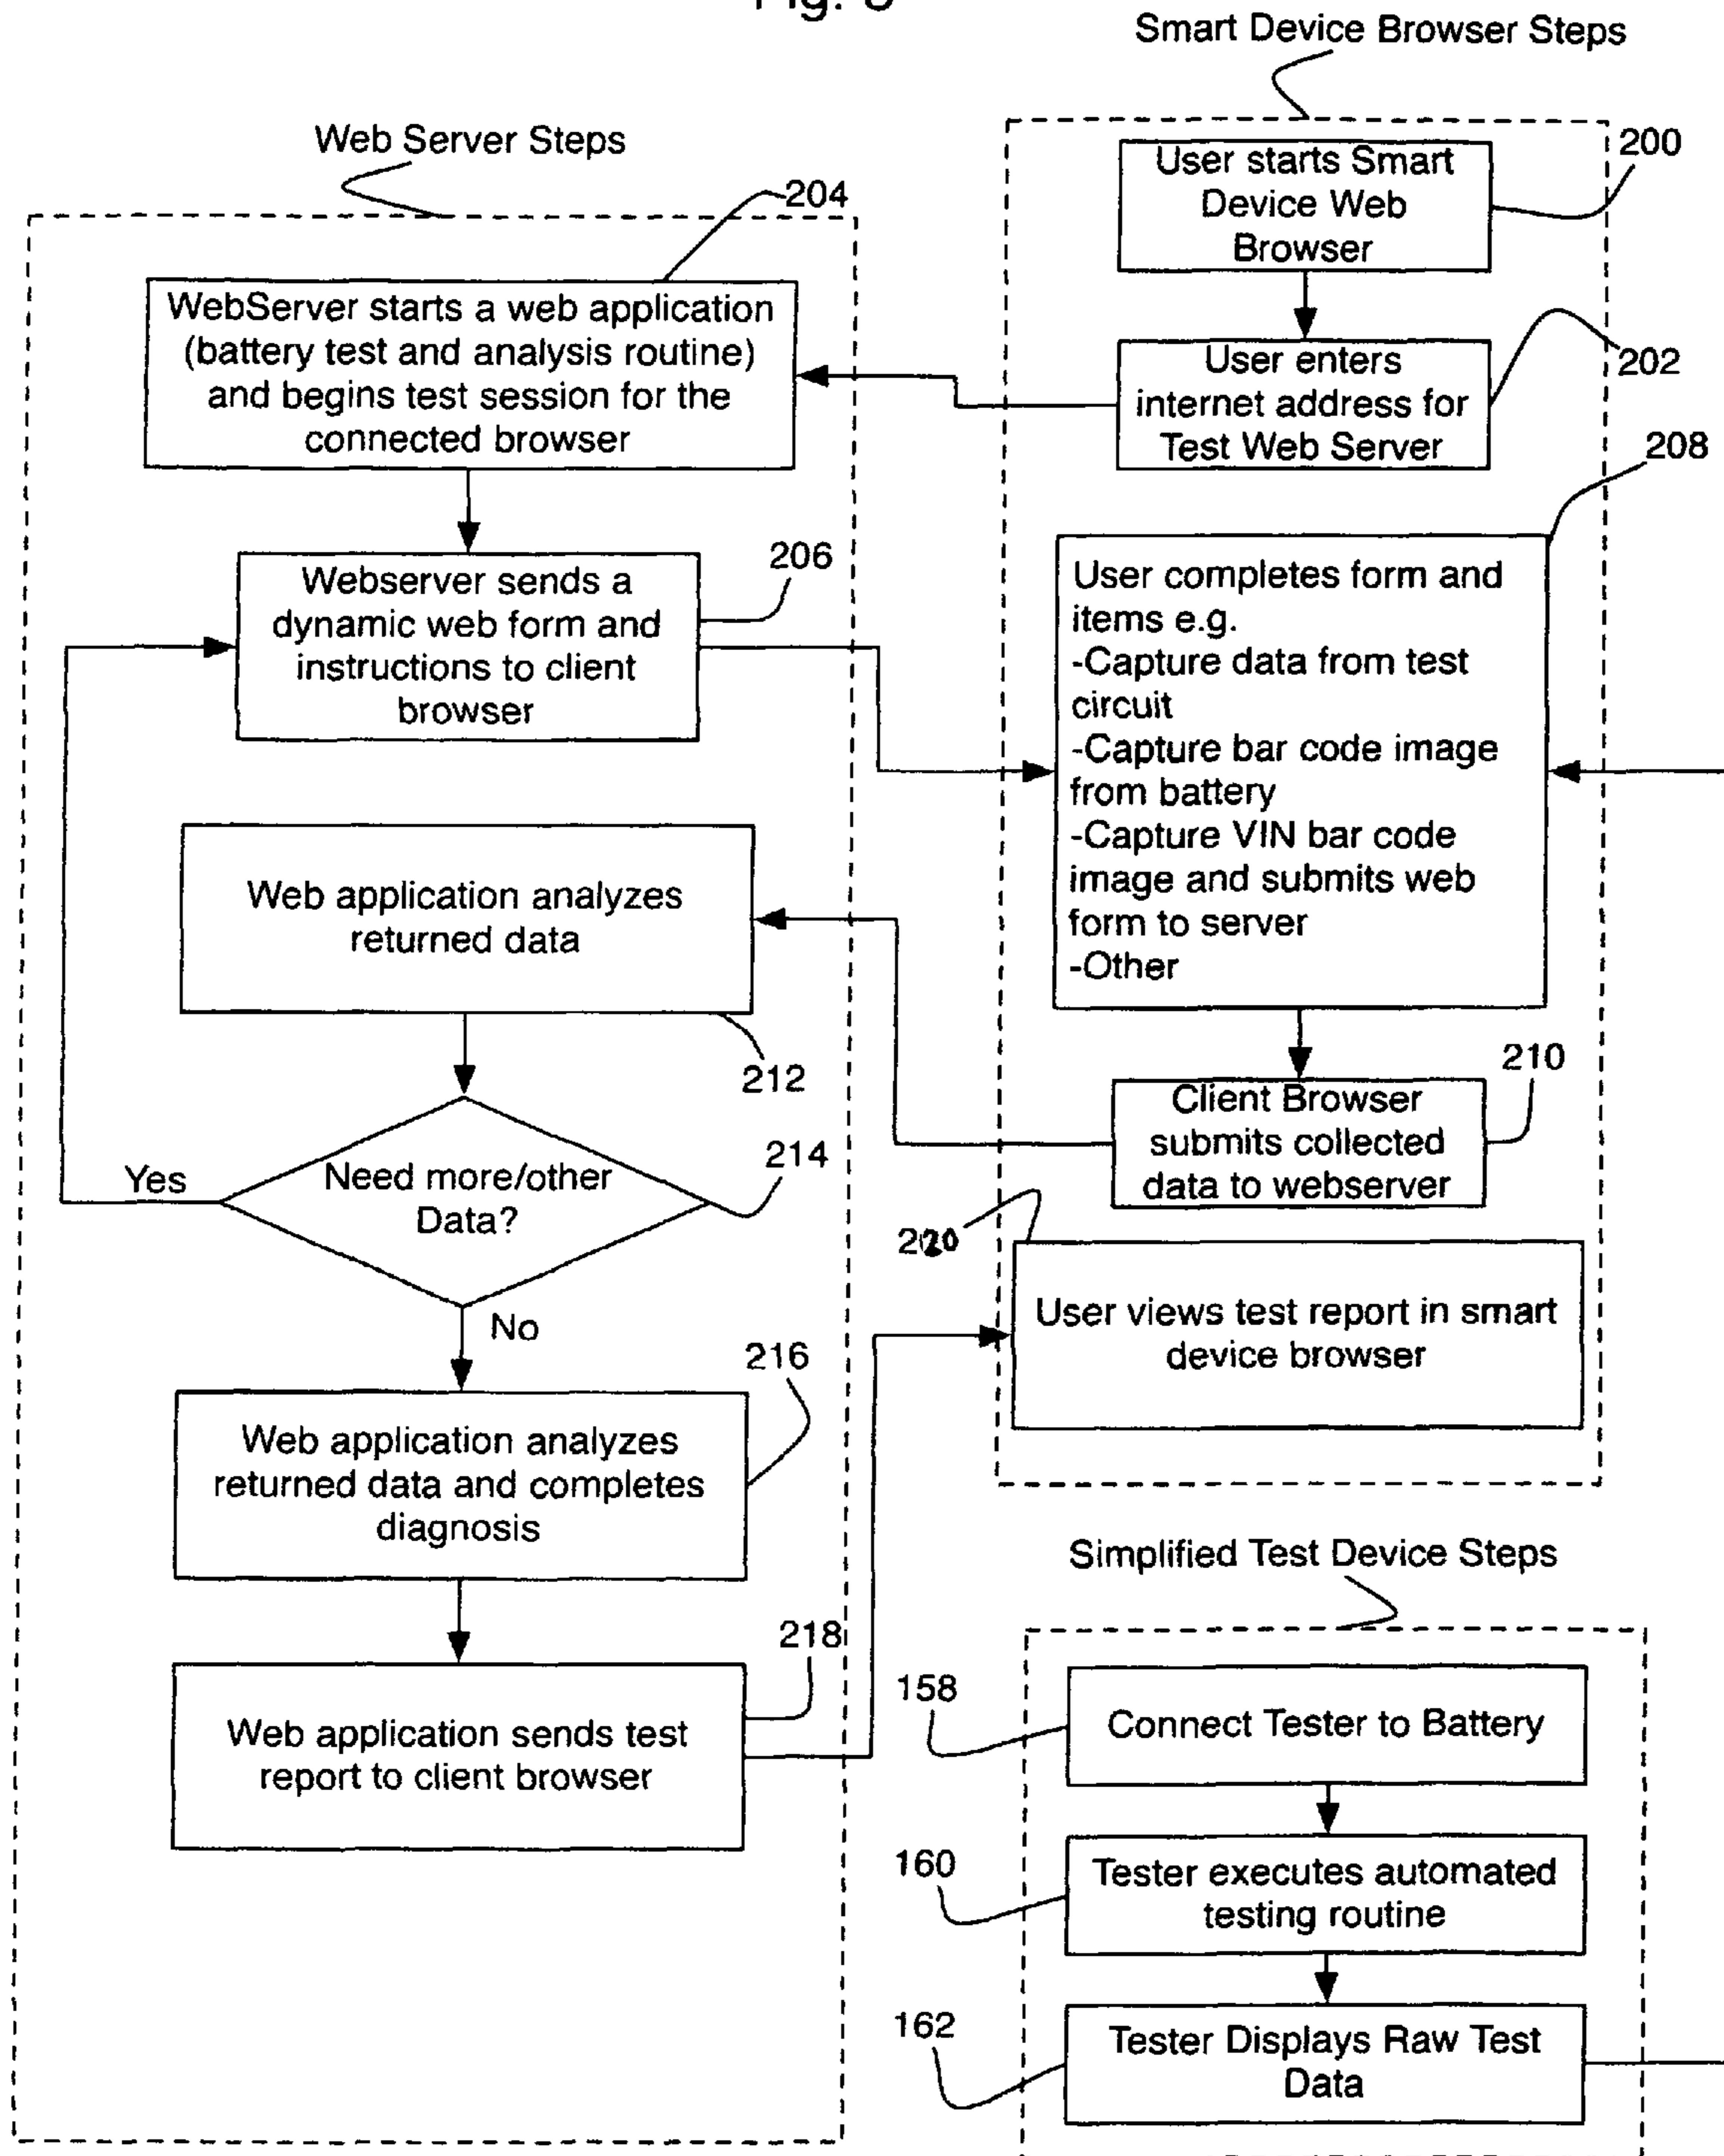 Smart Device Browser Steps
Web Server Steps
200
User starts Smart
Device Web
Browser
204
WebServer starts a web application
(battery test and analysis routine)
and begins test session for the
connected browser
202
User enters
internet address for
Test Web Server
208
206
Webserver sends a
dynamic web form and
instructions to client
browser
User completes form and
items e.g.
-Capture data from test
circuit
-Capture bar code image
from battery
-Capture VIN bar code
image and submits web
form to server
-Other
Web application analyzes
returned data
212
210
Client Browser
submits collected
data to webserver
214
Need more/other
Data?
Yes
No
220
User views test report in smart
device browser
216
Web application analyzes
returned data and completes
diagnosis
218
Web application sends test
report to client browser
Simplified Test Device Steps
158
Connect Tester to Battery
160
Tester executes automated
testing routine
162
Tester Displays Raw Test
Data